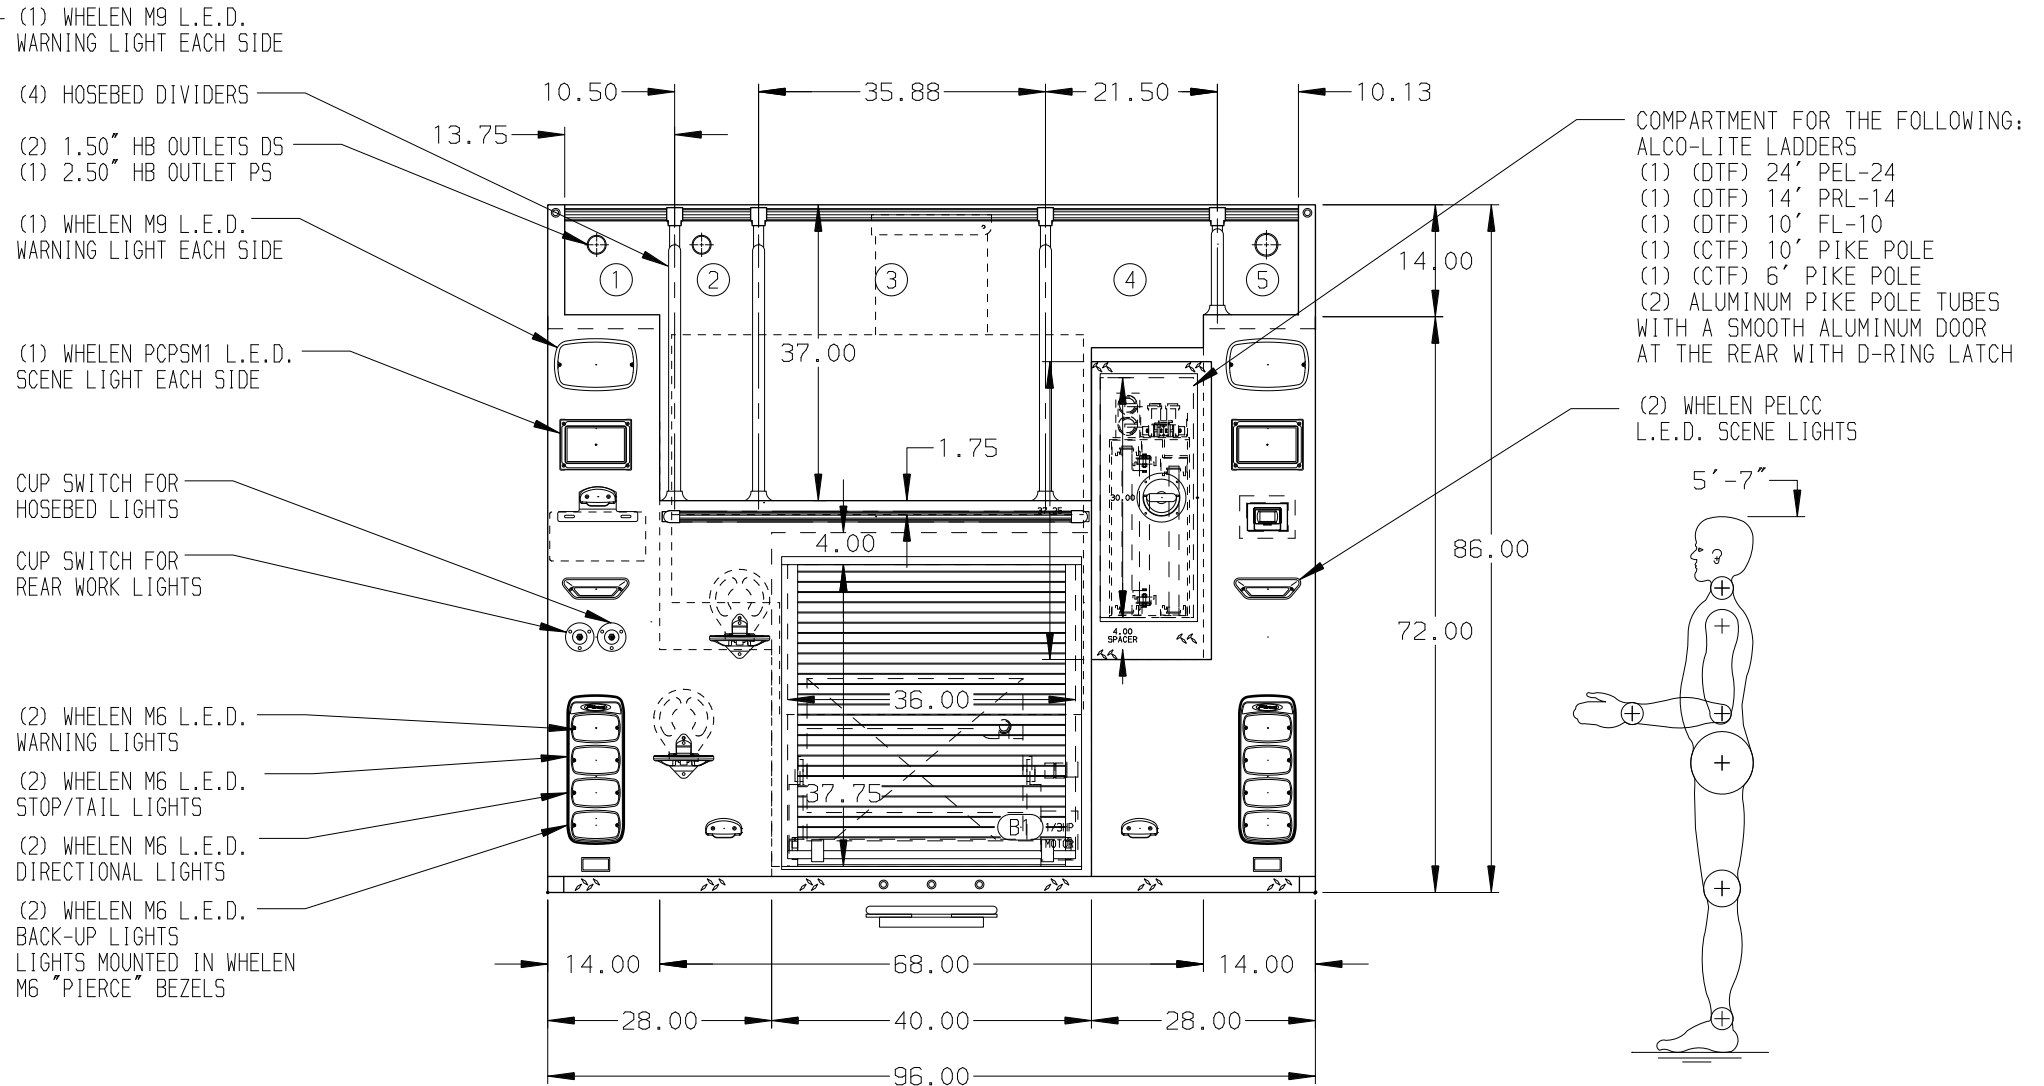 (1) WHELEN M9 L.E.D.
WARNING LIGHT EACH SIDE
(4) HOSEBED DIVIDERS
(2) 1.50" HB OUTLETS DS
(1) 2.50" HB OUTLET PS
(1) WHELEN M9 L.E.D.
WARNING LIGHT EACH SIDE
(1) WHELEN PCPSM1 L.E.D.
SCENE LIGHT EACH SIDE
CUP SWITCH FOR
HOSEBED LIGHTS
CUP SWITCH FOR
REAR WORK LIGHTS
(2) WHELEN M6 L.E.D.
WARNING LIGHTS
(2) WHELEN M6 L.E.D.
STOP/TAIL LIGHTS
(2) WHELEN M6 L.E.D.
DIRECTIONAL LIGHTS
(2) WHELEN M6 L.E.D.
BACK-UP LIGHTS
LIGHTS MOUNTED IN WHELEN
M6 "PIERCE" BEZELS
10.50
35.88
21.50
10.13
13.75
1
2
3
4
5
14.00
37.00
1.75
4.00
30.00
37.25
86.00
72.00
4.00
SPACER
36.00
37.75
B1
1/3HP
MOTOR
14.00
68.00
14.00
28.00
40.00
28.00
96.00
COMPARTMENT FOR THE FOLLOWING:
ALCO-LITE LADDERS
(1) (DTF) 24' PEL-24
(1) (DTF) 14' PRL-14
(1) (DTF) 10' FL-10
(1) (CTF) 10' PIKE POLE
(1) (CTF) 6' PIKE POLE
(2) ALUMINUM PIKE POLE TUBES
WITH A SMOOTH ALUMINUM DOOR
AT THE REAR WITH D-RING LATCH
(2) WHELEN PELCC
L.E.D. SCENE LIGHTS
5'-7"